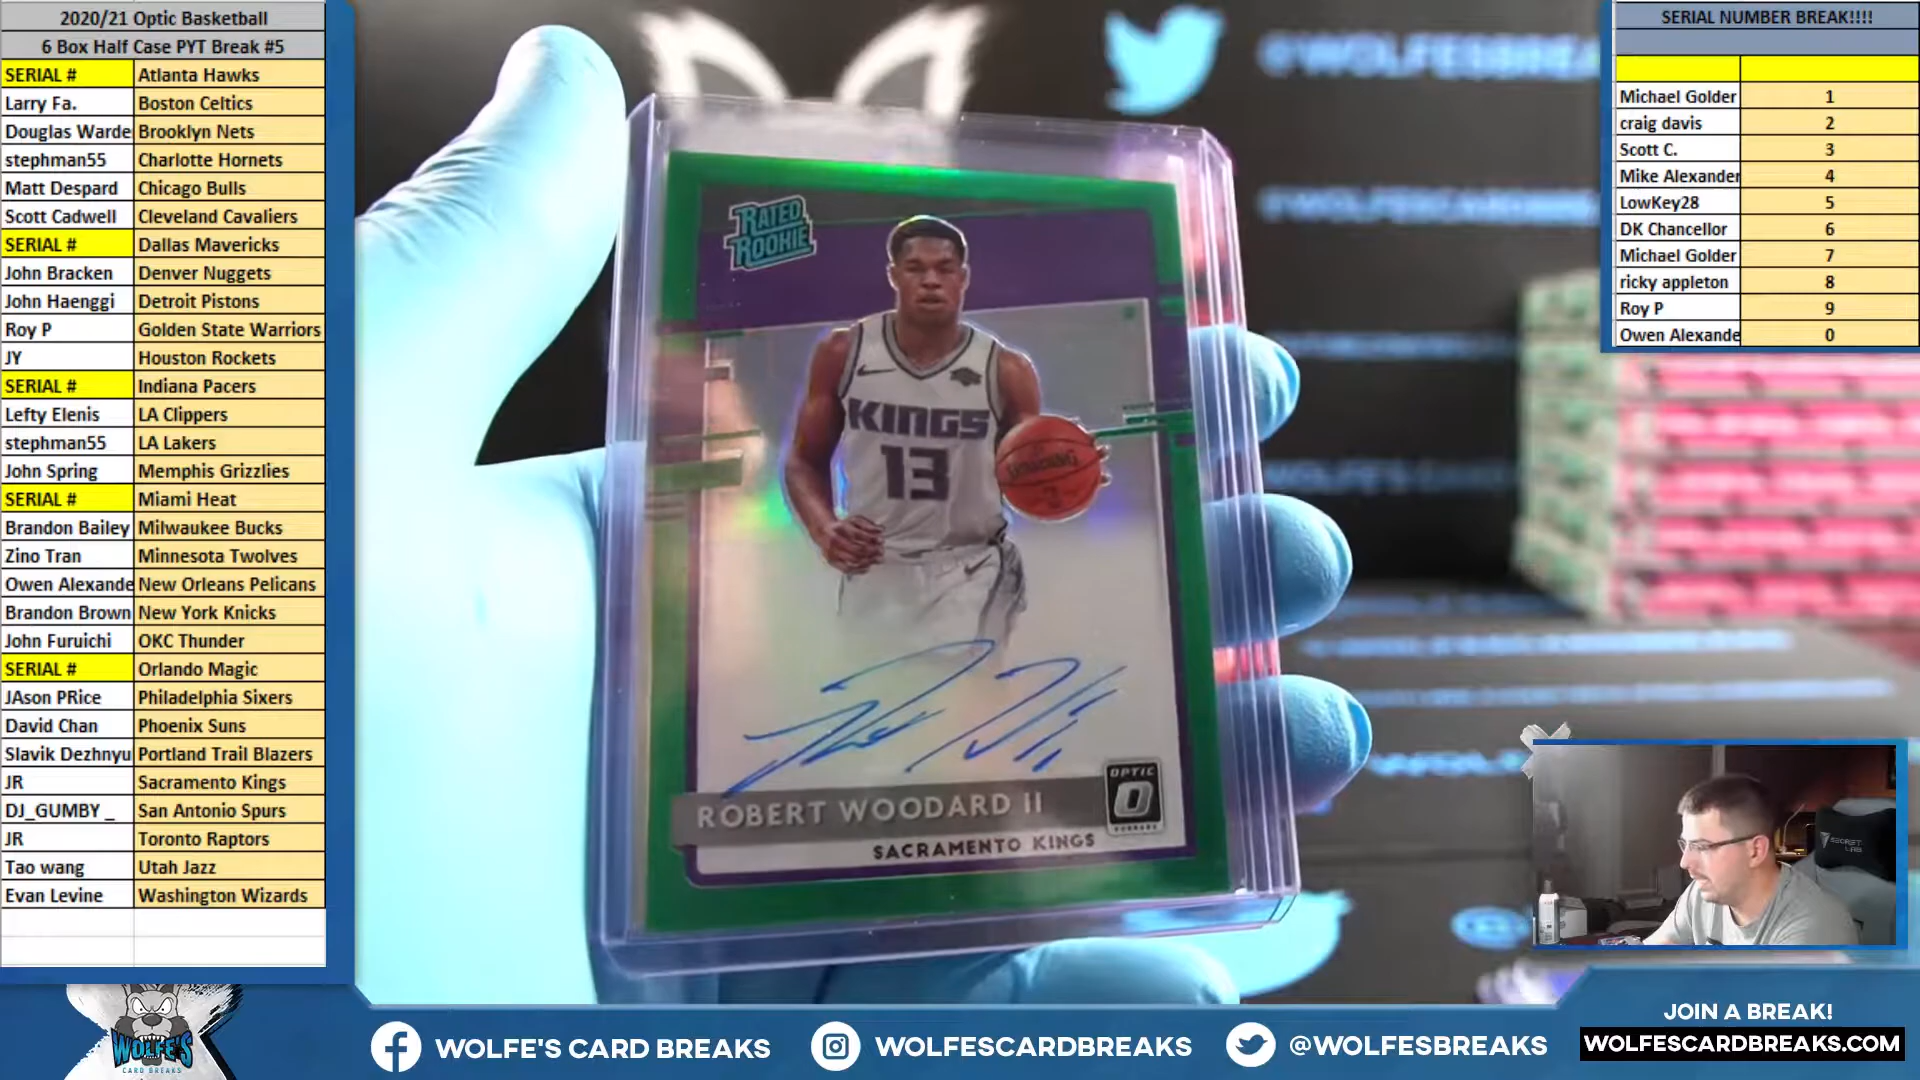 2020/21 Optic Basketball
6 Box Half Case PYT Break #5
SERIAL # Atlanta Hawks
Larry Fa. Boston Celtics
Douglas Warde Brooklyn Nets
stephman55 Charlotte Hornets
Matt Despard Chicago Bulls
Scott Cadwell Cleveland Cavaliers
SERIAL # Dallas Mavericks
John Bracken Denver Nuggets
John Haenggi Detroit Pistons
Roy P Golden State Warriors
JY Houston Rockets
SERIAL # Indiana Pacers
Lefty Elenis LA Clippers
stephman55 LA Lakers
John Spring Memphis Grizzlies
SERIAL # Miami Heat
Brandon Bailey Milwaukee Bucks
Zino Tran Minnesota Twolves
Owen Alexande New Orleans Pelicans
Brandon Brown New York Knicks
John Furuichi OKC Thunder
SERIAL # Orlando Magic
JAson PRice Philadelphia Sixers
David Chan Phoenix Suns
Slavik Dezhnyu Portland Trail Blazers
JR Sacramento Kings
DJ_GUMBY_ San Antonio Spurs
JR Toronto Raptors
Tao wang Utah Jazz
Evan Levine Washington Wizards
@WOLFESBREA
RATED
ROOKIE
KINGS
13
SPALDING
OPTIC
ROBERT WOODARD II
SACRAMENTO KINGS
SERIAL NUMBER BREAK!!!!
Michael Golder 1
craig davis 2
Scott C. 3
Mike Alexander 4
LowKey28 5
DK Chancellor 6
Michael Golder 7
ricky appleton 8
Roy P 9
Owen Alexande 0
SECRET
LAB
WOLFE'S
CARD BREAKS
WOLFE'S CARD BREAKS
WOLFESCARDBREAKS
@WOLFESBREAKS
JOIN A BREAK!
WOLFESCARDBREAKS.COM